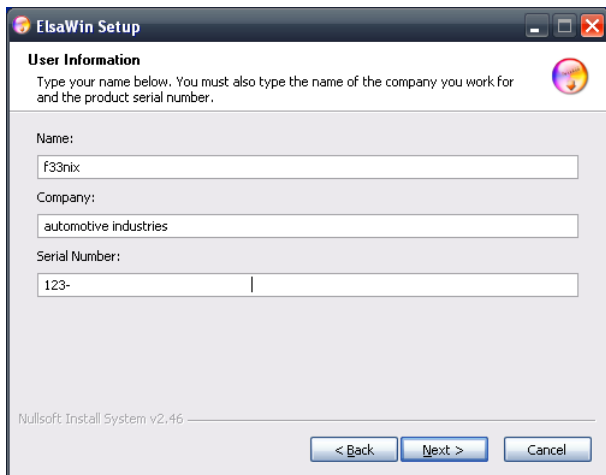 ElsaWin Setup
User Information
Type your name below. You must also type the name of the company you work for
and the product serial number.
Name:
f33nix
Company:
automotive industries
Serial Number:
123-
Nullsoft Install System v2.46
< Back
Next >
Cancel